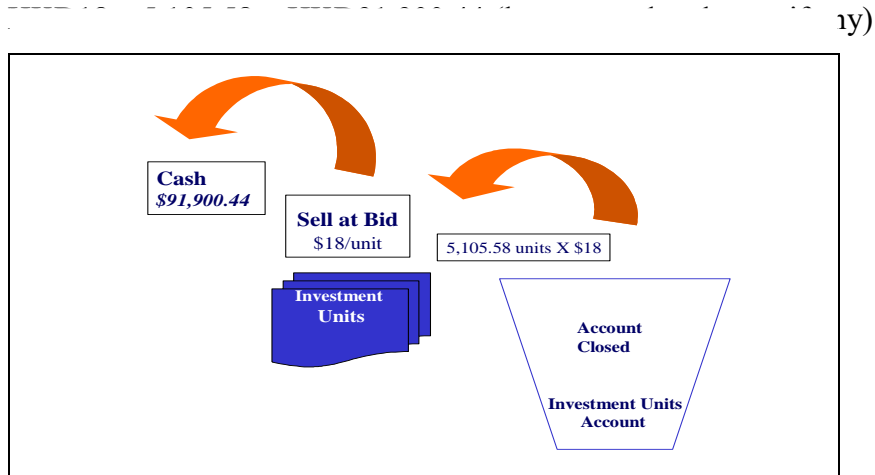 ny)
Cash
$91,900.44
Sell at Bid
$18/unit
5,105.58 units X $18
Investment
Units
Account
Closed
Investment Units
Account